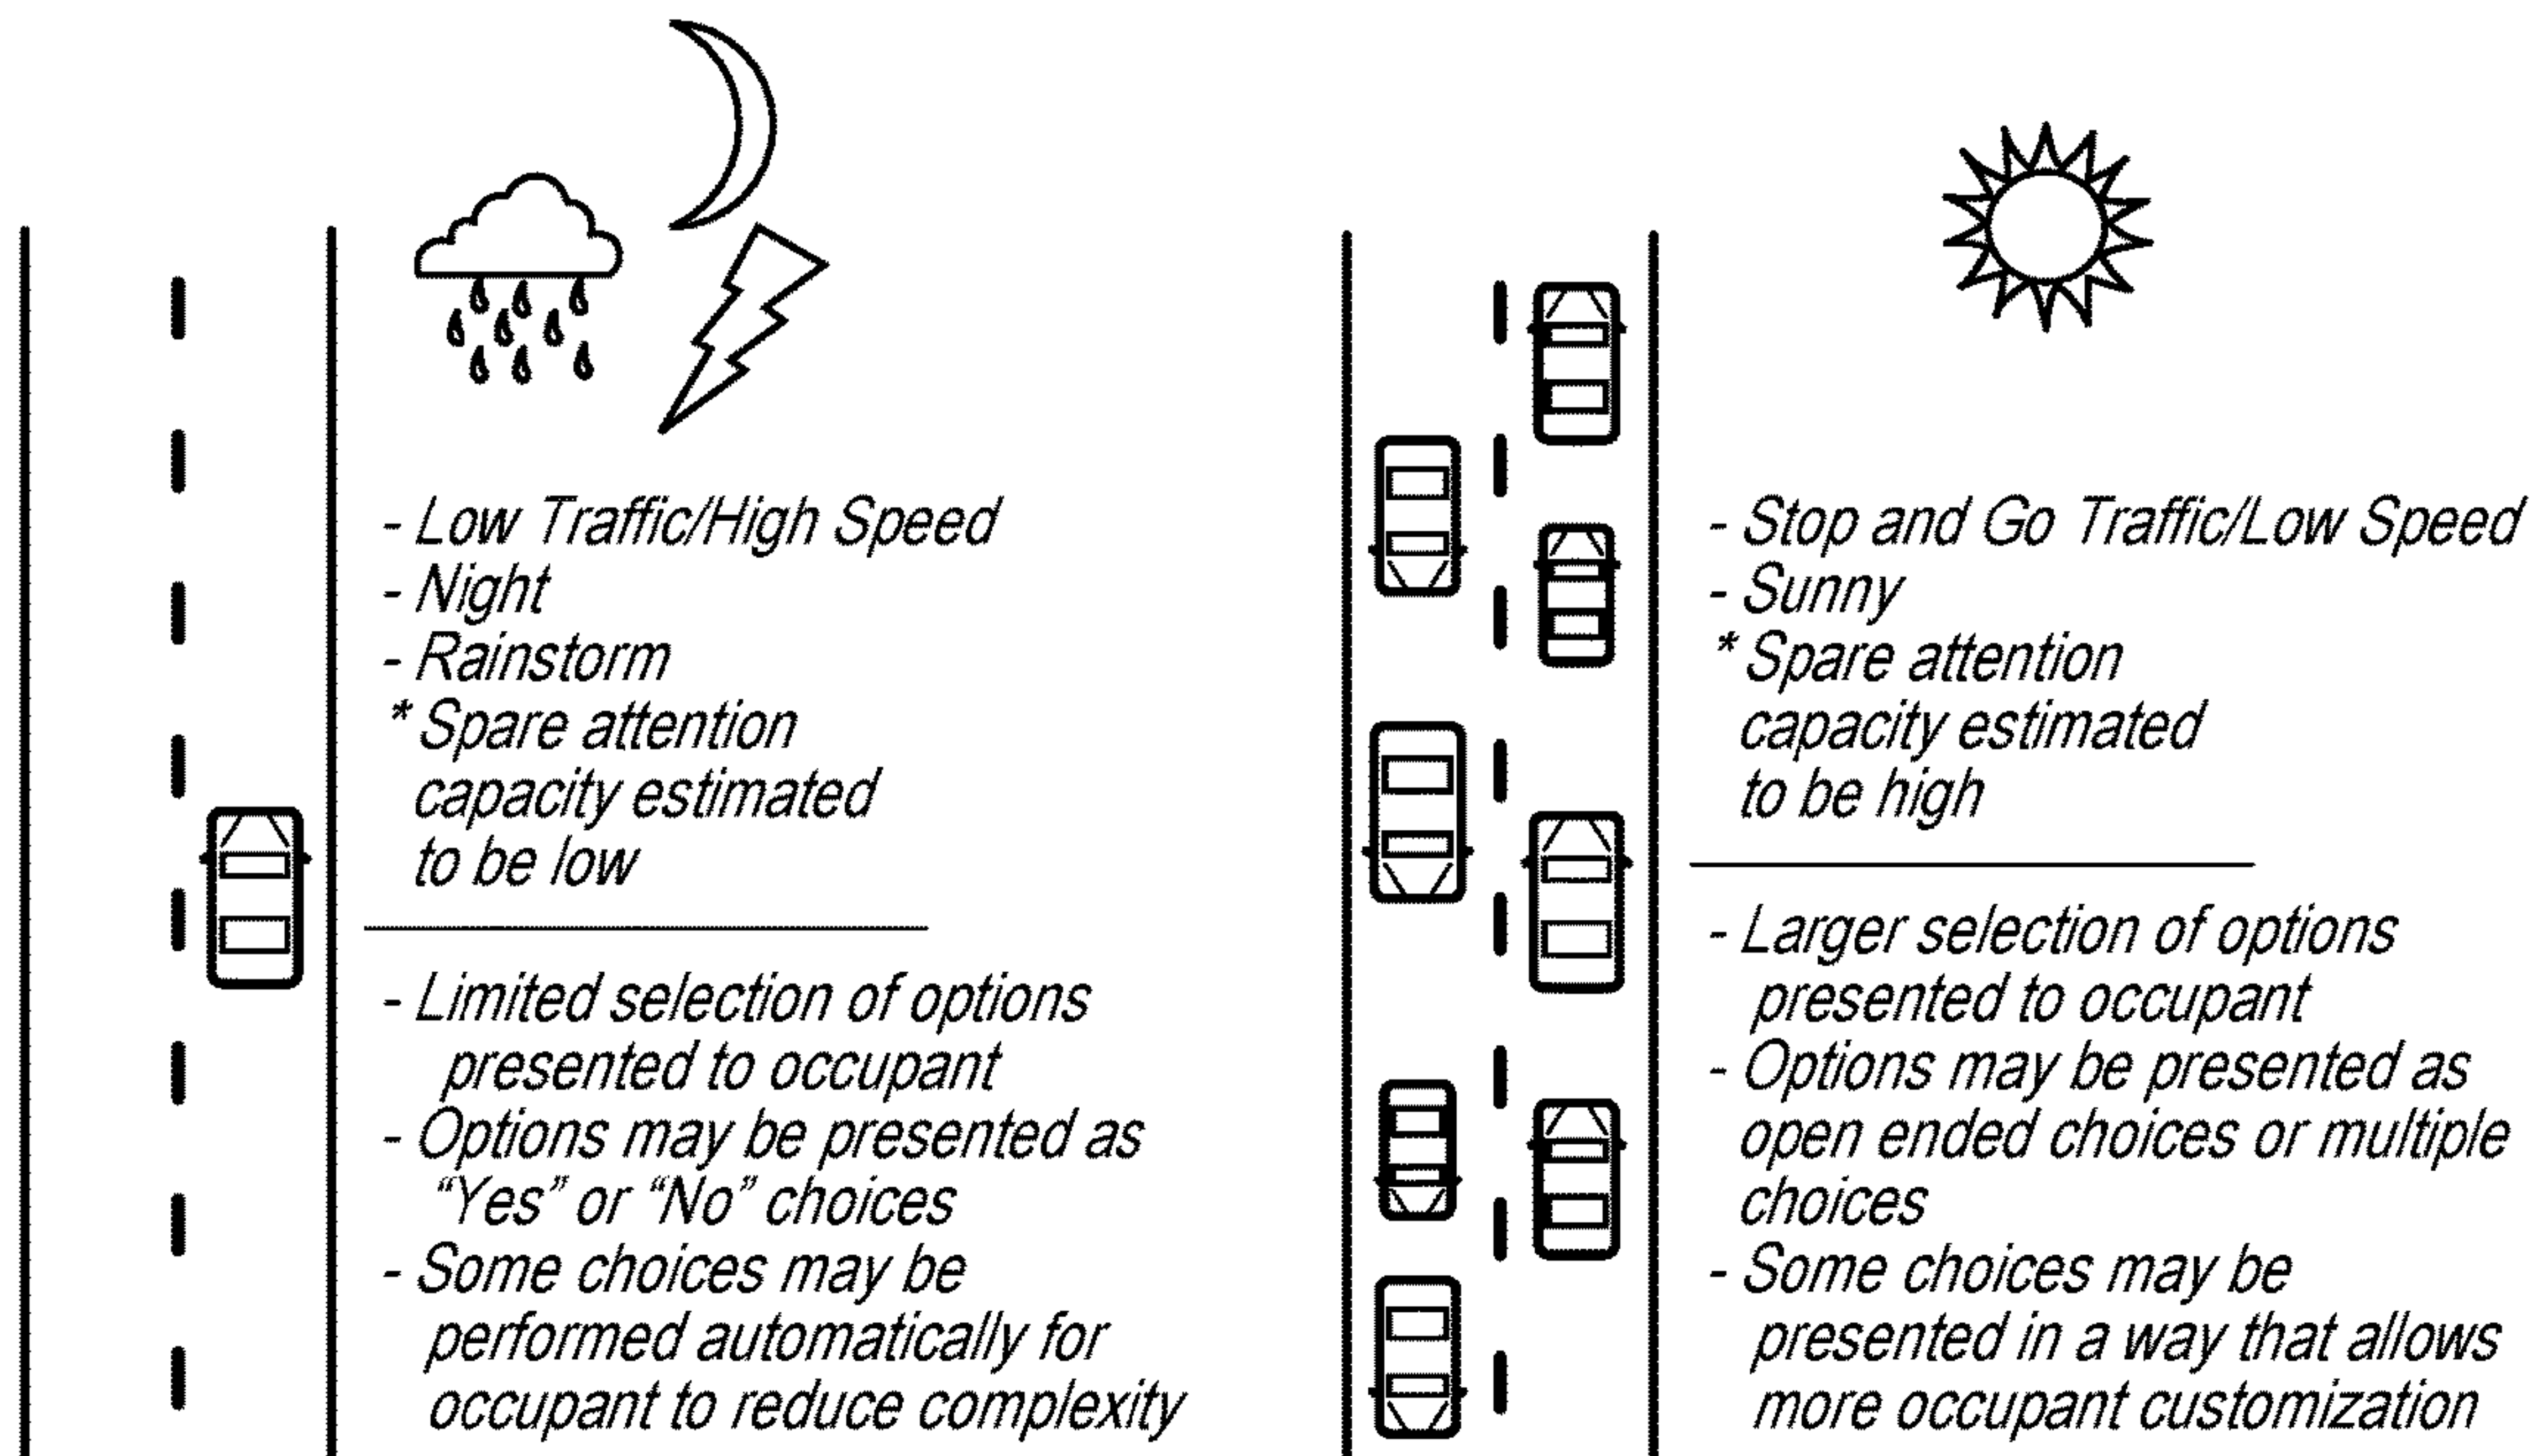 - Low Traffic/High Speed
- Night
- Rainstorm
* Spare attention
capacity estimated
to be low
- Limited selection of options
presented to occupant
- Options may be presented as
“Yes” or “No” choices
- Some choices may be
performed automatically for
occupant to reduce complexity
- Stop and Go Traffic/Low Speed
- Sunny
* Spare attention
capacity estimated
to be high
- Larger selection of options
presented to occupant
- Options may be presented as
open ended choices or multiple
choices
- Some choices may be
presented in a way that allows
more occupant customization